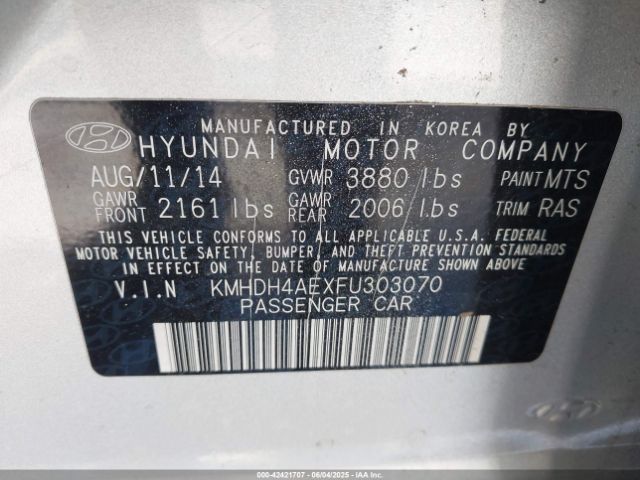 MANUFACTURED IN KOREA BY
HYUNDAI MOTOR COMPANY
AUG/11/14 GVWR 3880 lbs PAINT MTS
GAWR FRONT 2161 lbs GAWR REAR 2006 lbs TRIM RAS
THIS VEHICLE CONFORMS TO ALL APPLICABLE U.S.A. FEDERAL
MOTOR VEHICLE SAFETY, BUMPER, AND THEFT PREVENTION STANDARDS
IN EFFECT ON THE DATE OF MANUFACTURE SHOWN ABOVE
V.I.N KMHDH4AEXFU303070
PASSENGER CAR
000-42421707 - 06/04/2025 - IAAI.COM